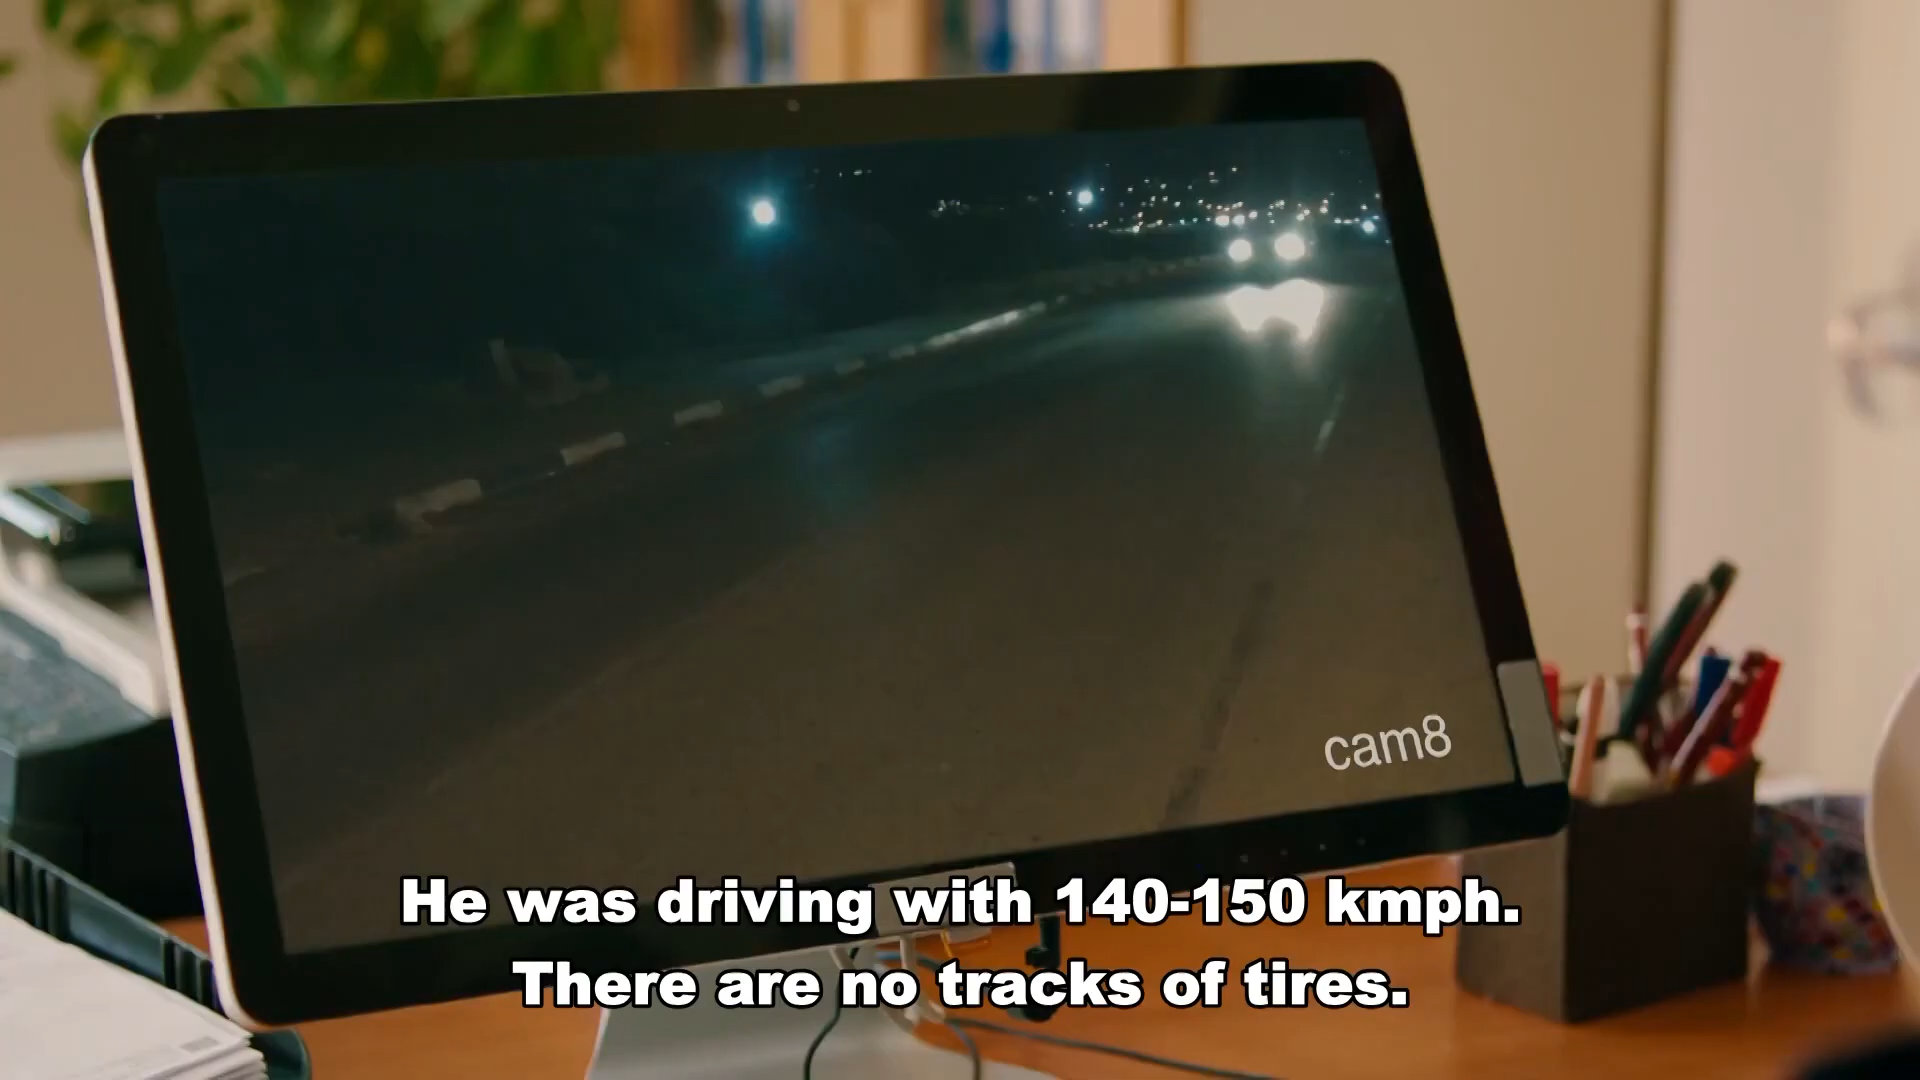 cam8
He was driving with 140-150 kmph.
There are no tracks of tires.